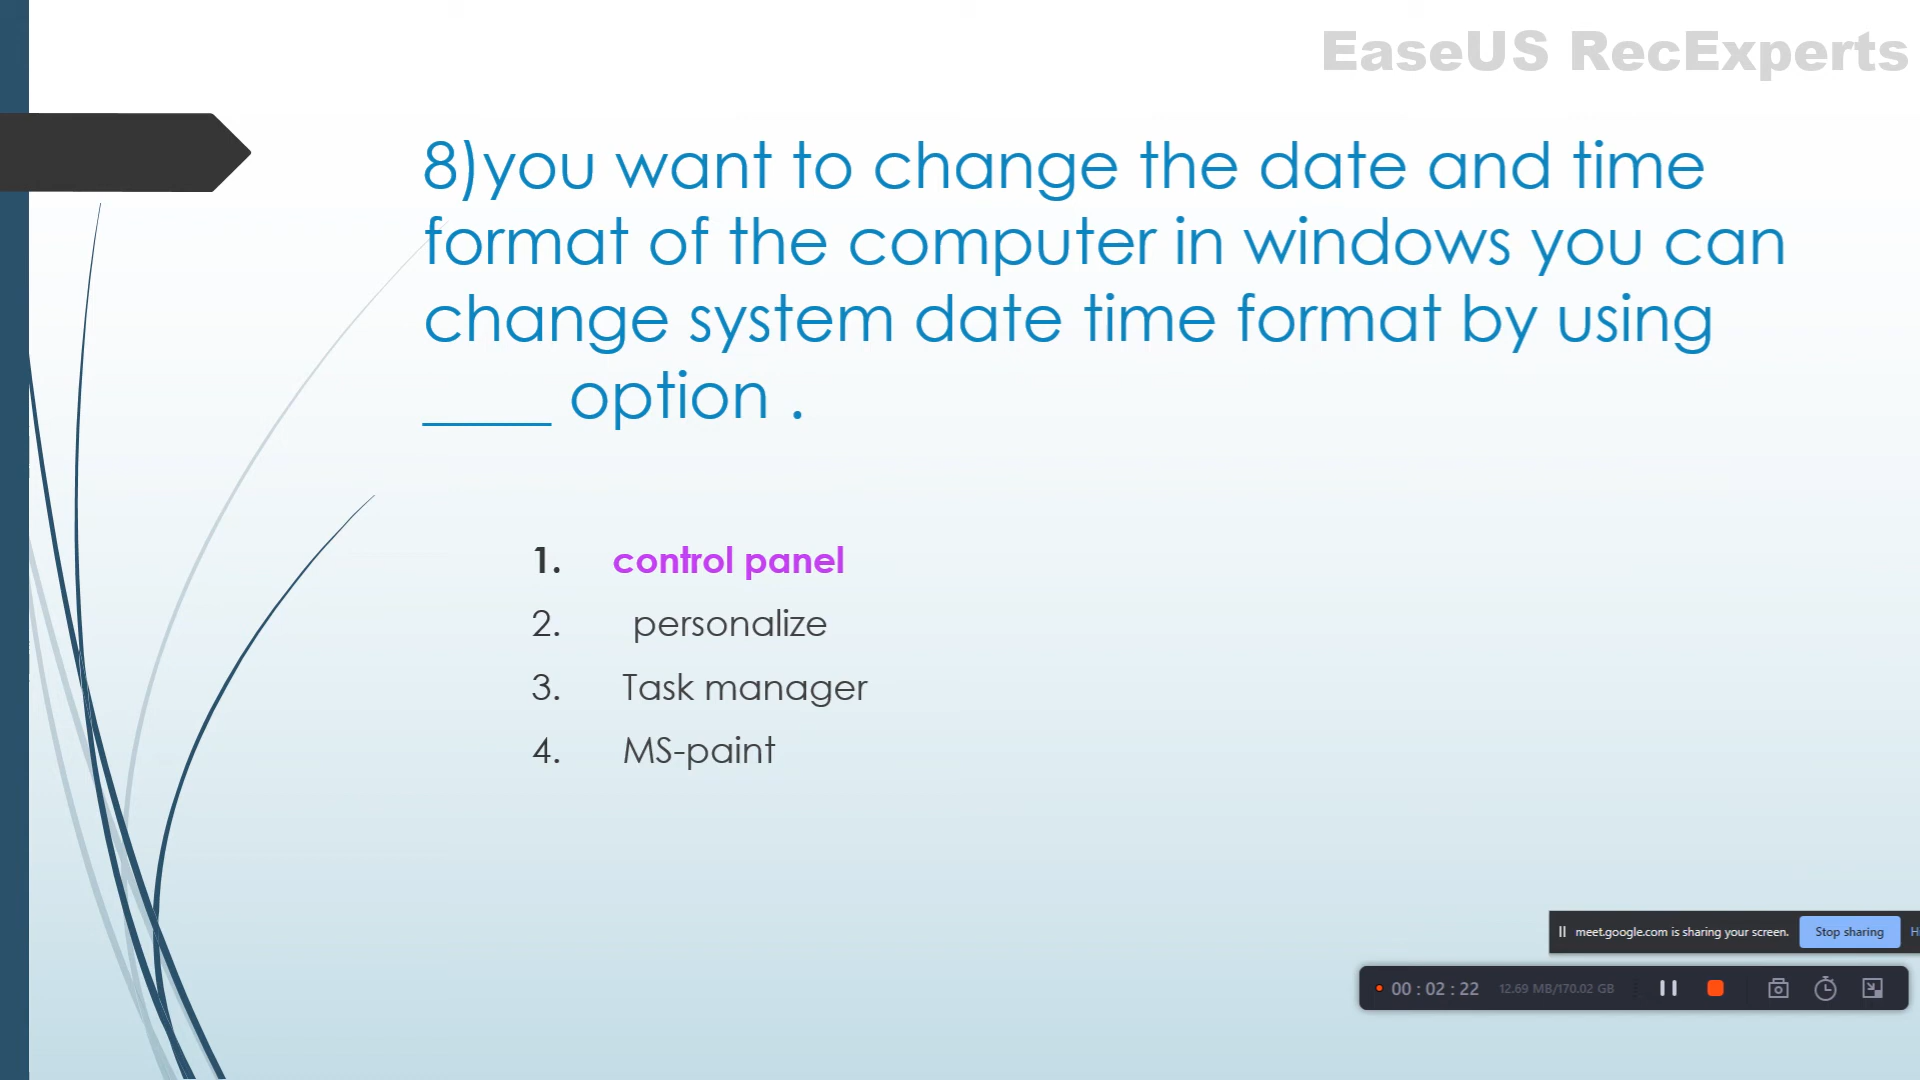 EaseUS RecExperts
8)you want to change the date and time
format of the computer in windows you can
change system date time format by using
____ option .
1. control panel
2. personalize
3. Task manager
4. MS-paint
meet.google.com is sharing your screen. Stop sharing
00 : 02 : 22 12.69 MB/170.02 GB